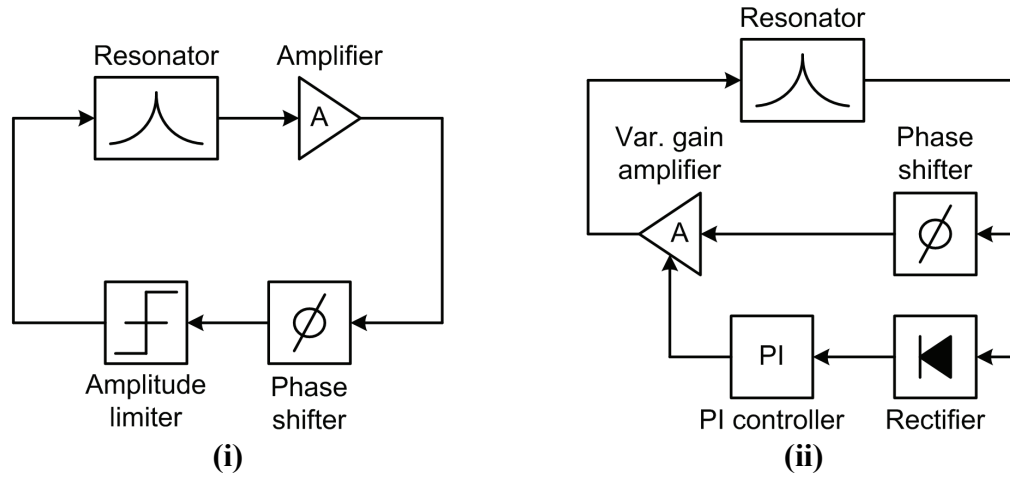 Resonator
Amplifier
A
Amplitude
limiter
Phase
shifter
(i)
Resonator
Var. gain
amplifier
Phase
shifter
A
PI
PI controller
Rectifier
(ii)